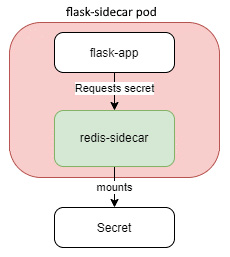 flask-sidecar pod
flask-app
Requests secret
redis-sidecar
mounts
Secret